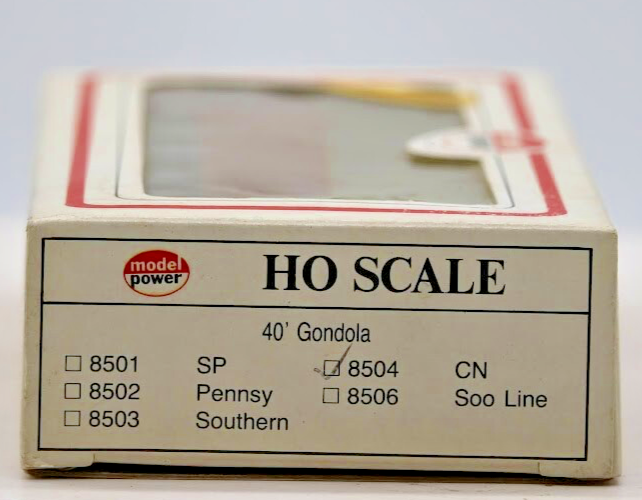 model
power
HO SCALE
40' Gondola
8501 SP
8502 Pennsy
8503 Southern
8504 CN
8506 Soo Line